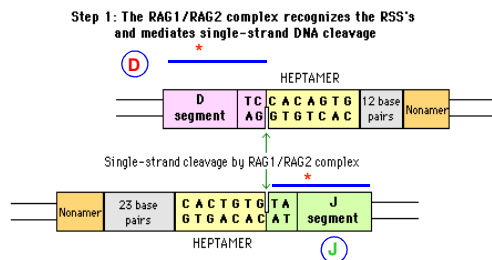 Step 1: The RAG1/RAG2 complex recognizes the RSS's
and mediates single-strand DNA cleavage
*
D
HEPTAMER
D
segment
TC
AG
CACAGTG
GTGTCAC
12 base
pairs
Nonamer
Single-strand cleavage by RAG1/RAG2 complex
*
Nonamer
23 base
pairs
CACTGTG
GTGACAC
TA
AT
J
segment
HEPTAMER
J